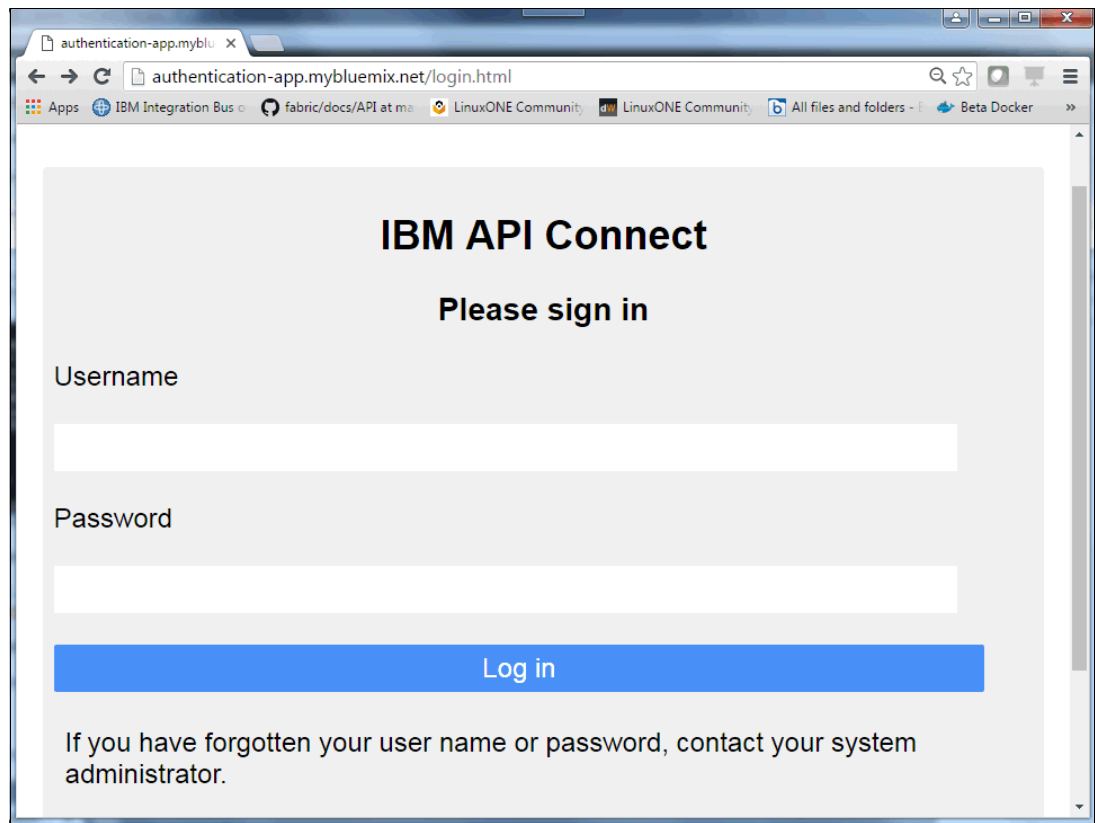 authentication-app.myblu
authentication-app.mybluemix.net/login.html
Apps IBM Integration Bus fabric/docs/API at ma LinuxONE Community LinuxONE Community All files and folders - Beta Docker »
IBM API Connect
Please sign in
Username
Password
Log in
If you have forgotten your user name or password, contact your system
administrator.